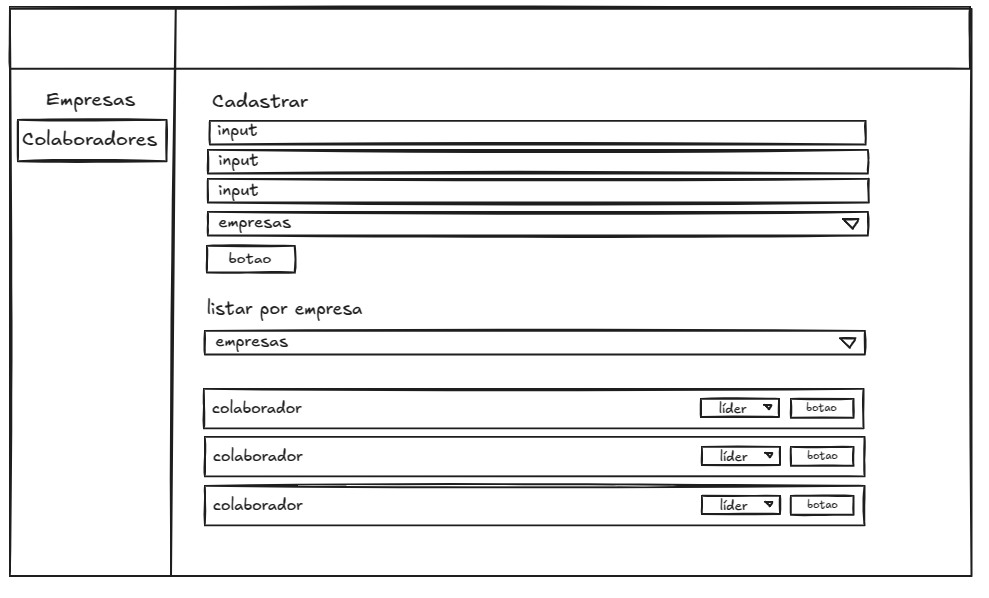 Empresas
Colaboradores
Cadastrar
input
input
input
empresas
botao
listar por empresa
empresas
colaborador líder botao
colaborador líder botao
colaborador líder botao